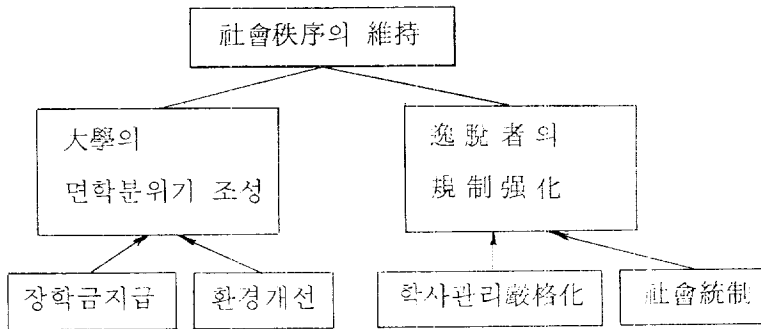 社會秩序의 維持
大學의
면학분위기 조성
逸脫者의
規制强化
장학금지급
환경개선
학사관리嚴格化
社會統制